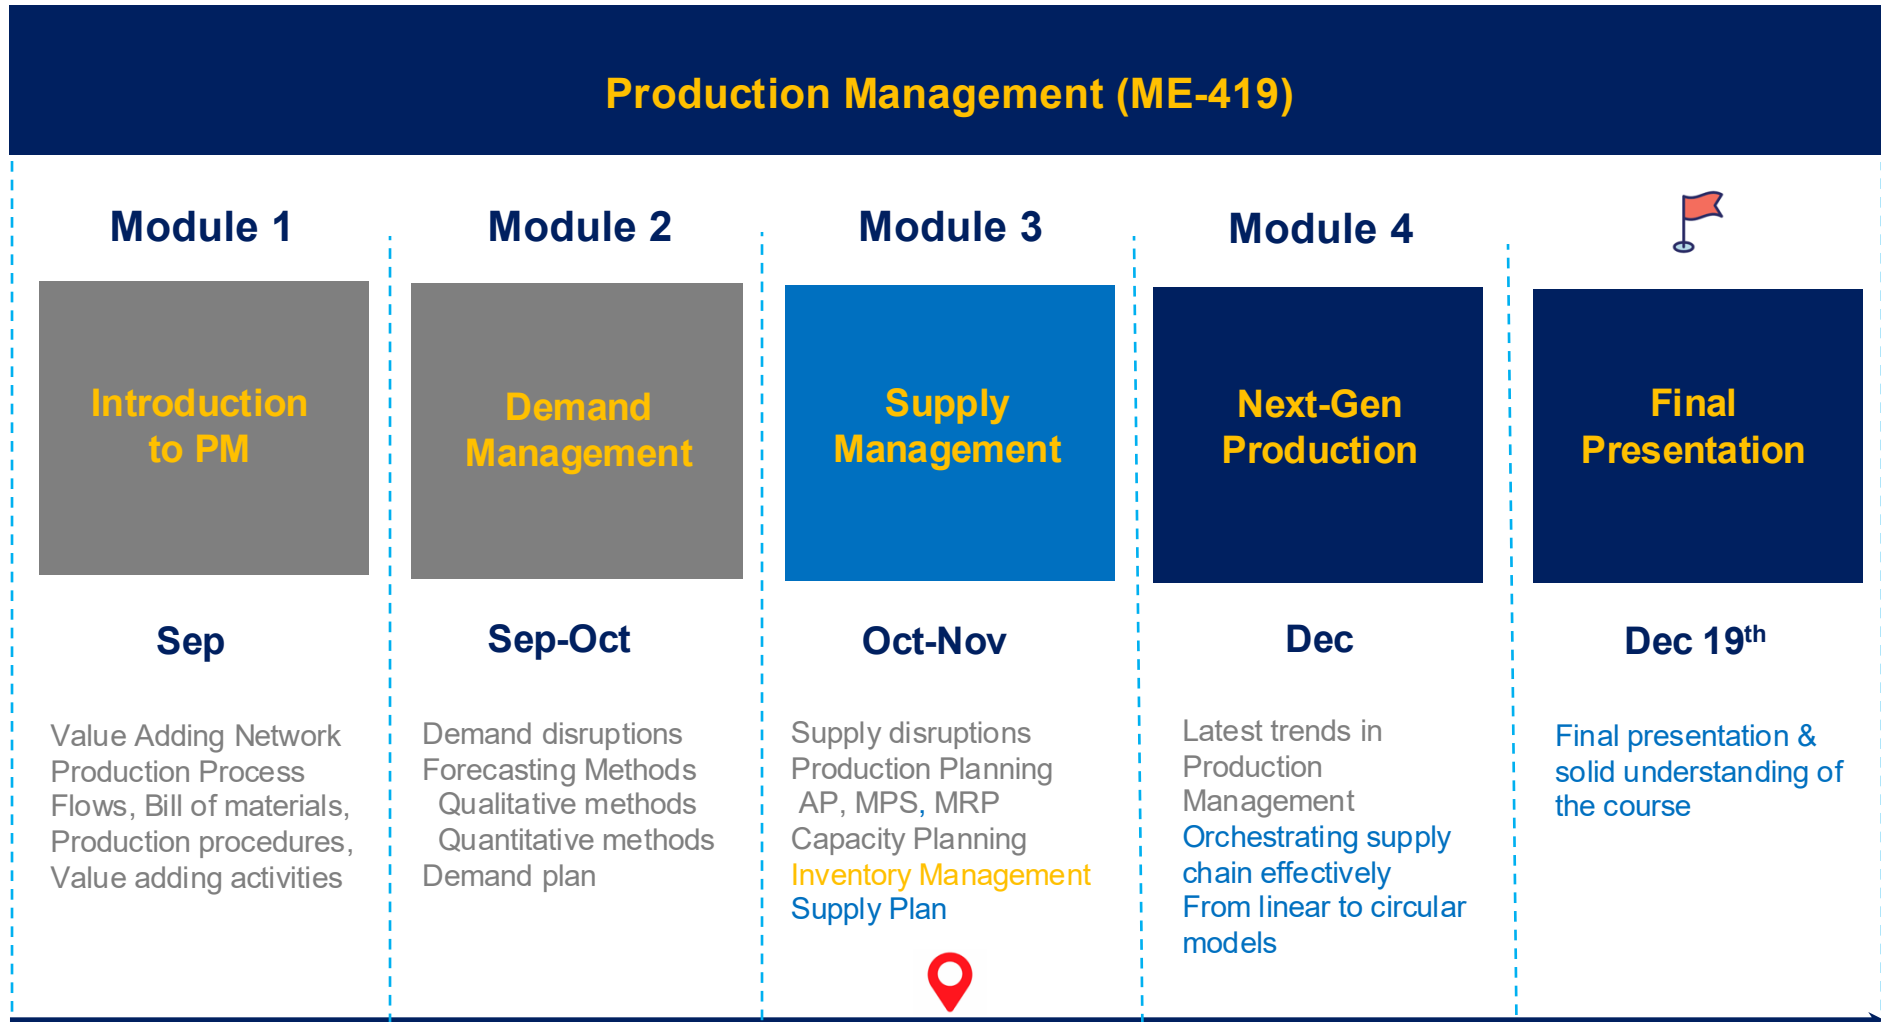 Production Management (ME-419)
Module 1
Introduction
to PM
Sep
Value Adding Network
Production Process
Flows, Bill of materials,
Production procedures,
Value adding activities
Module 2
Demand
Management
Sep-Oct
Demand disruptions
Forecasting Methods
Qualitative methods
Quantitative methods
Demand plan
Module 3
Supply
Management
Oct-Nov
Supply disruptions
Production Planning
AP, MPS, MRP
Capacity Planning
Inventory Management
Supply Plan
Module 4
Next-Gen
Production
Dec
Latest trends in
Production
Management
Orchestrating supply
chain effectively
From linear to circular
models
Final
Presentation
Dec 19th
Final presentation &
solid understanding of
the course